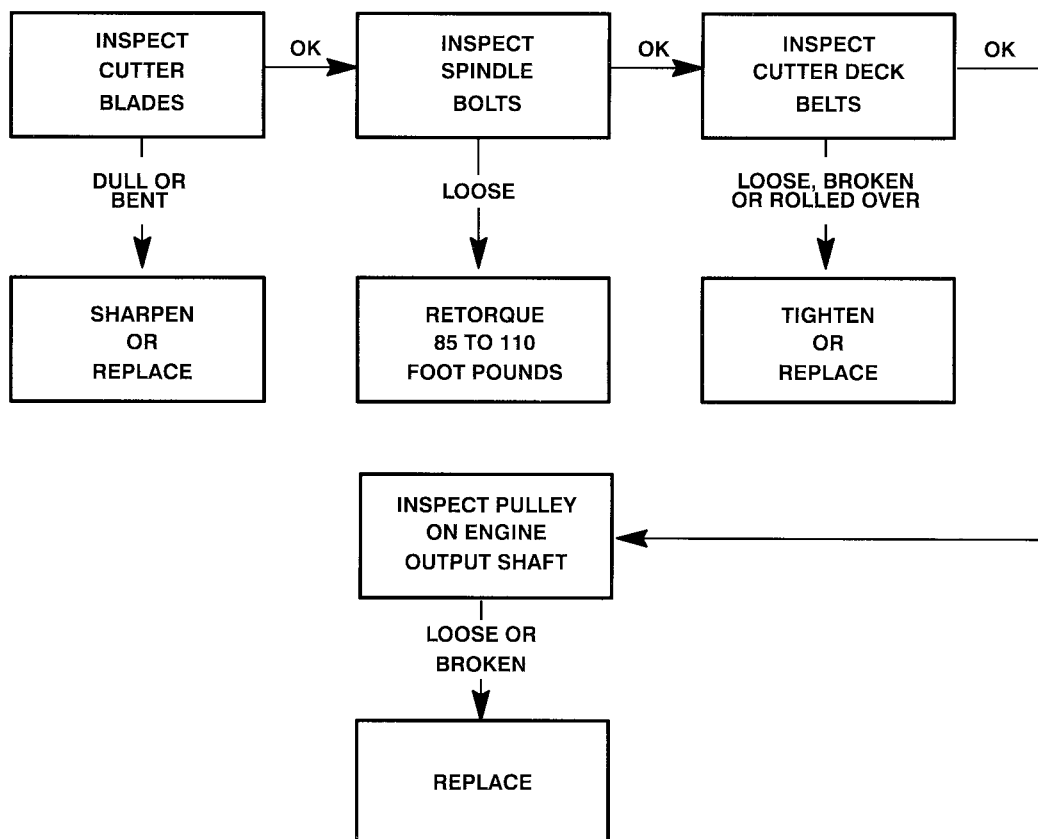 INSPECT
CUTTER
BLADES
OK
INSPECT
SPINDLE
BOLTS
OK
INSPECT
CUTTER DECK
BELTS
OK
DULL OR
BENT
LOOSE
LOOSE, BROKEN
OR ROLLED OVER
SHARPEN
OR
REPLACE
RETORQUE
85 TO 110
FOOT POUNDS
TIGHTEN
OR
REPLACE
INSPECT PULLEY
ON ENGINE
OUTPUT SHAFT
LOOSE OR
BROKEN
REPLACE